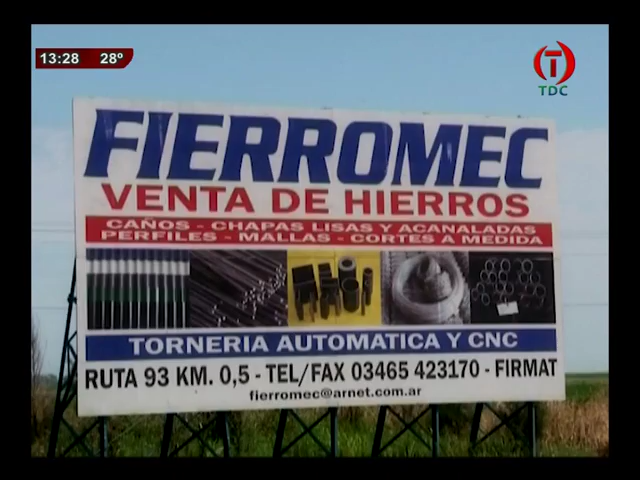 13:28 28º
TDC
FIERROMEC
VENTA DE HIERROS
CAÑOS - CHAPAS LISAS Y ACANALADAS
PERFILES - MALLAS - CORTES A MEDIDA
TORNERIA AUTOMATICA Y CNC
RUTA 93 KM. 0,5 - TEL/FAX 03465 423170 - FIRMAT
fierromec@arnet.com.ar